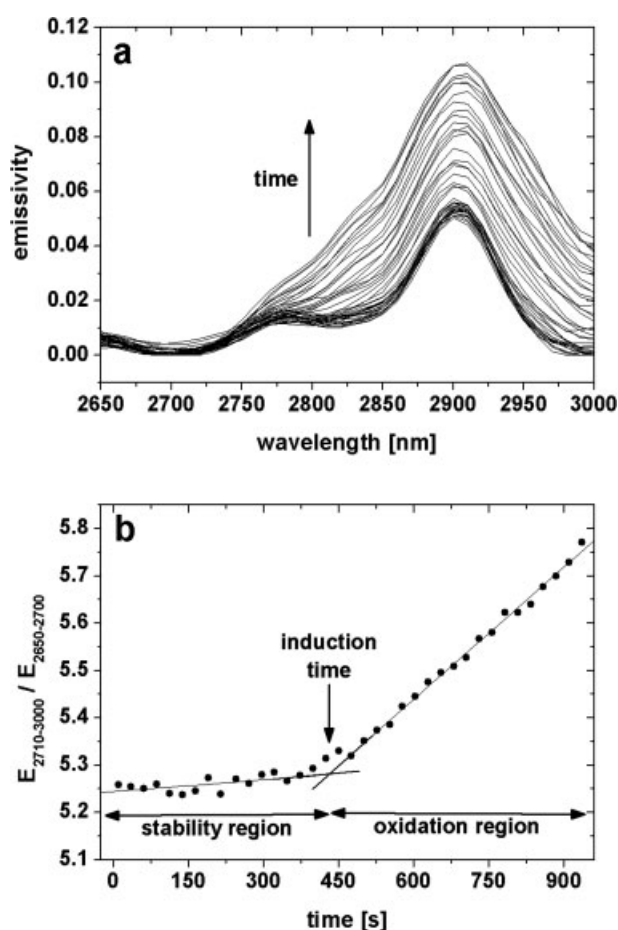 a
0.12
0.10
0.08
0.06
0.04
0.02
0.00
emissivity
time
2650 2700 2750 2800 2850 2900 2950 3000
wavelength [nm]
b
5.8
5.7
5.6
5.5
5.4
5.3
5.2
5.1
E2710-3000 / E2650-2700
induction
time
stability region
oxidation region
0 150 300 450 600 750 900
time [s]